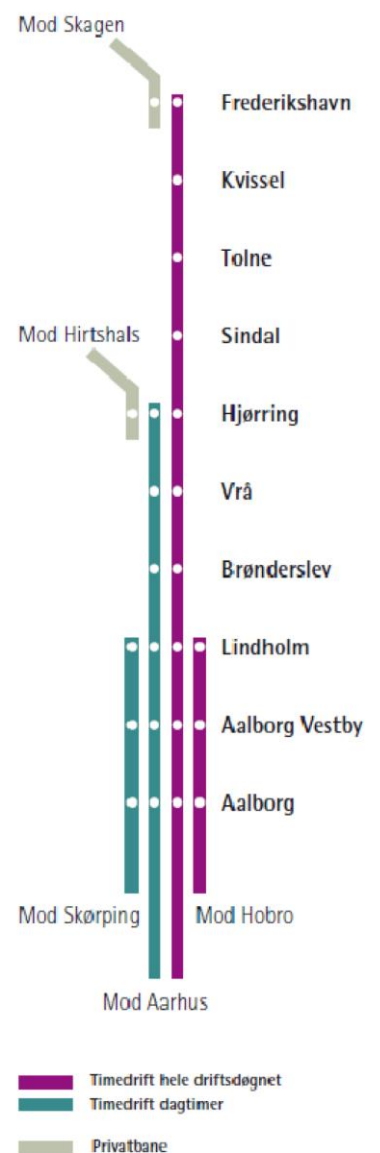 Mod Skagen
Frederikshavn
Kvissel
Tolne
Mod Hirtshals
Sindal
Hjørring
Vrå
Brønderslev
Lindholm
Aalborg Vestby
Aalborg
Mod Skørping
Mod Hobro
Mod Aarhus
Timedrift hele driftsdøgnet
Timedrift dagtimer
Privatbane